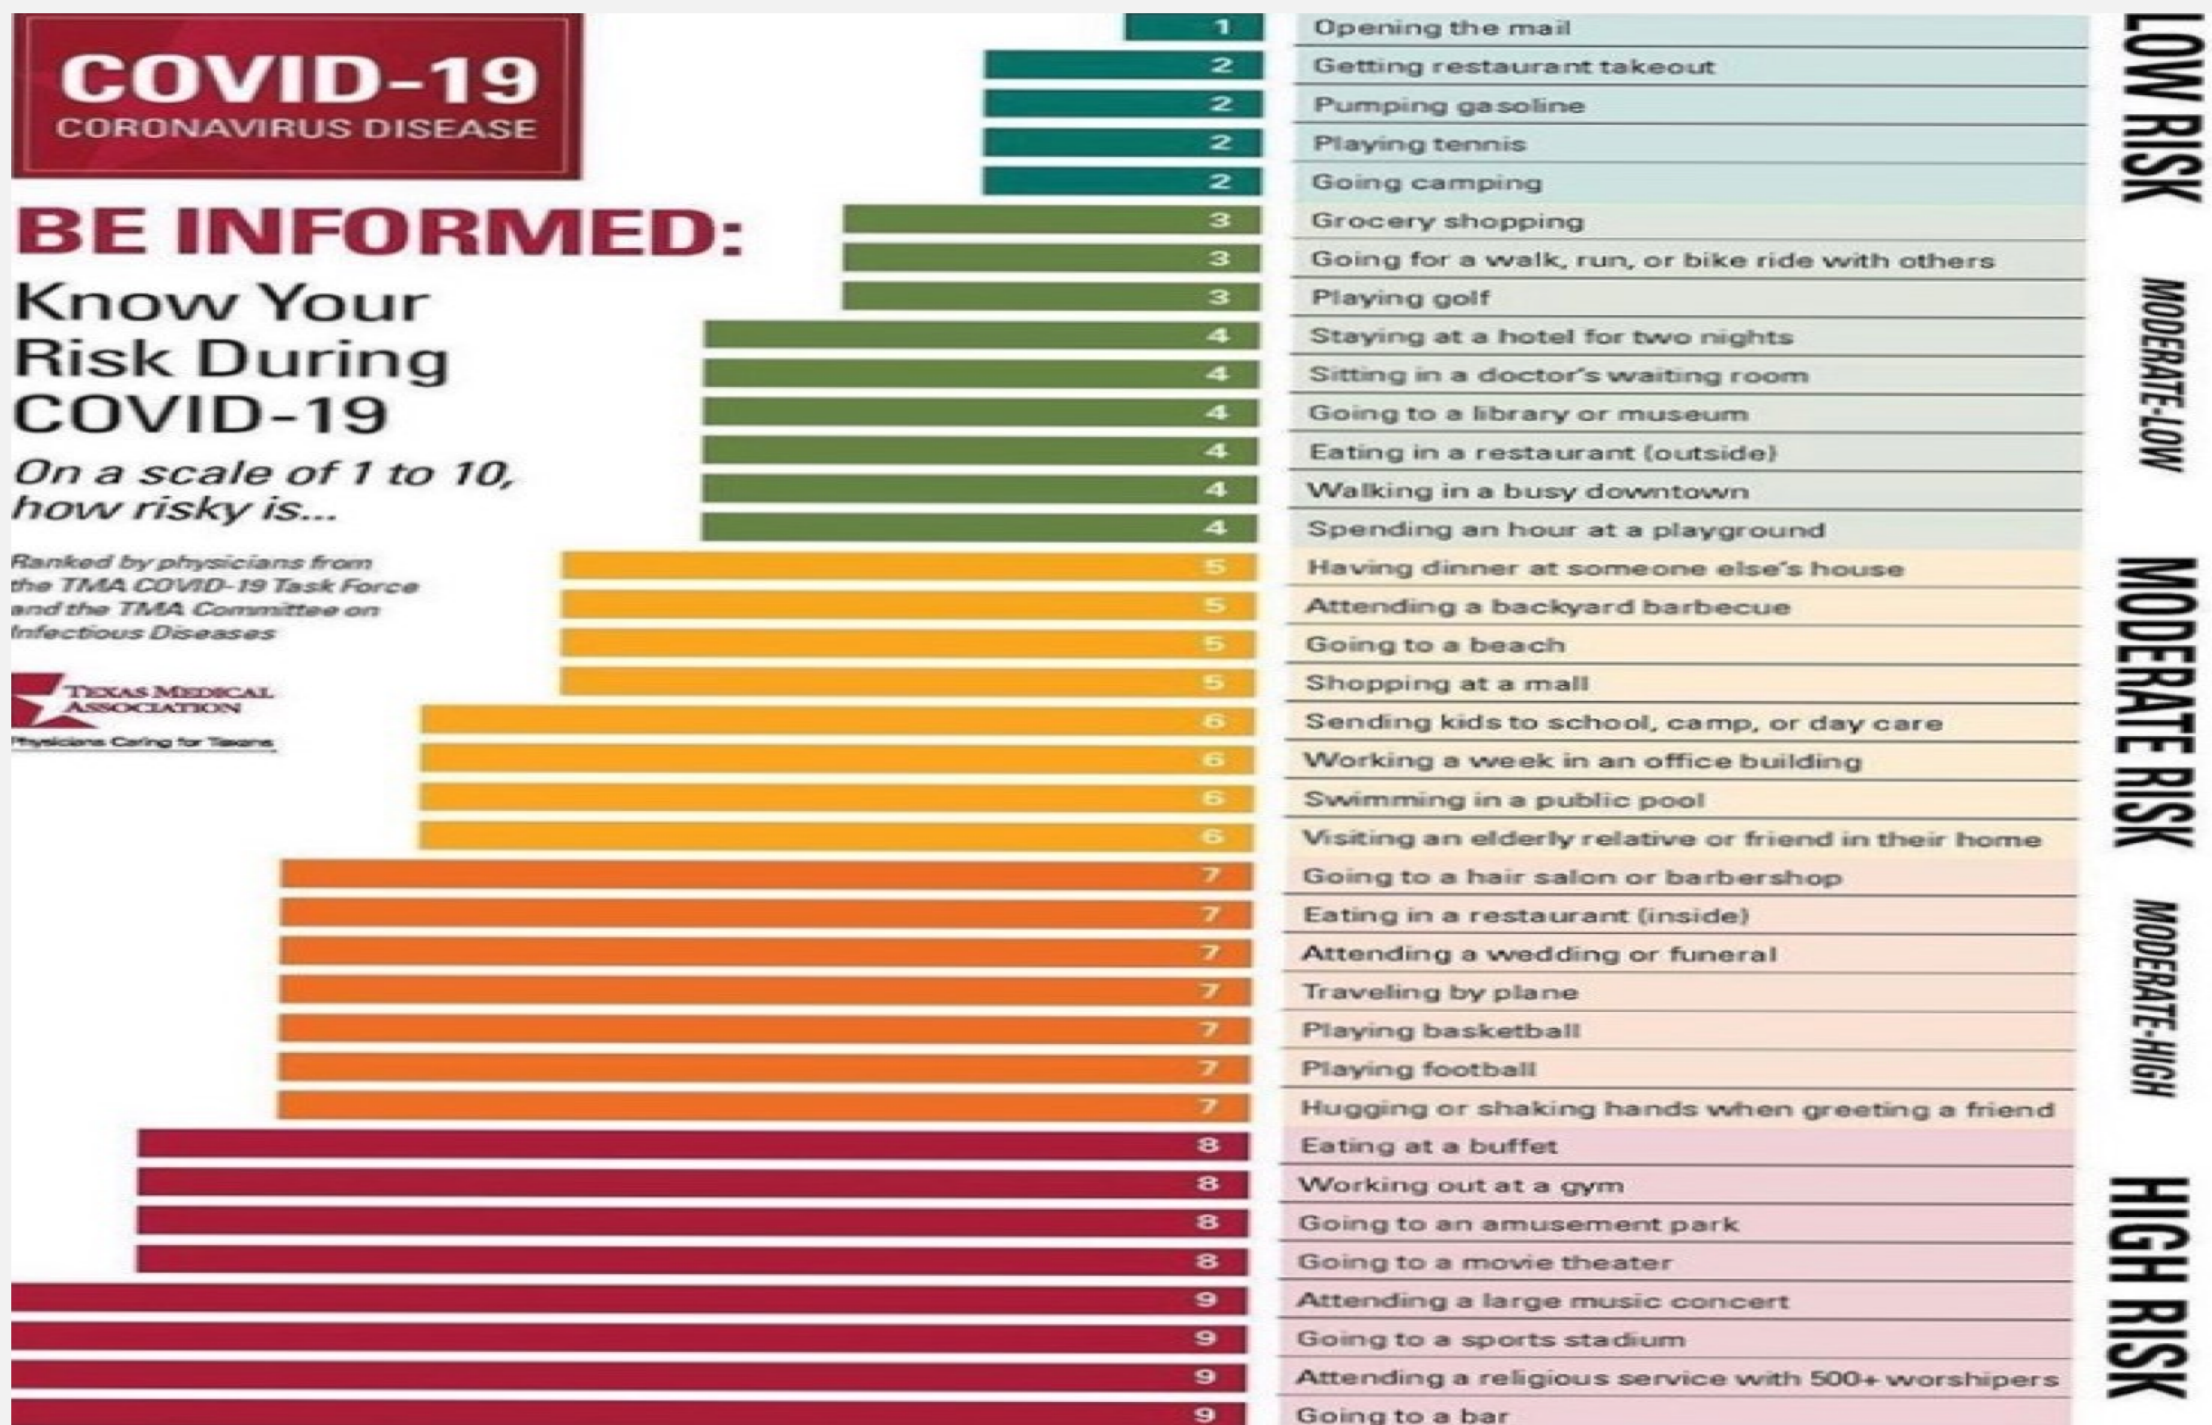 COVID-19
CORONAVIRUS DISEASE
BE INFORMED:
Know Your
Risk During
COVID-19
On a scale of 1 to 10,
how risky is...
Ranked by physicians from
the TMA COVID-19 Task Force
and the TMA Committee on
Infectious Diseases
TEXAS MEDICAL
ASSOCIATION
Physicians Caring for Texans
1 Opening the mail
2 Getting restaurant takeout
2 Pumping gasoline
2 Playing tennis
2 Going camping
3 Grocery shopping
3 Going for a walk, run, or bike ride with others
3 Playing golf
4 Staying at a hotel for two nights
4 Sitting in a doctor's waiting room
4 Going to a library or museum
4 Eating in a restaurant (outside)
4 Walking in a busy downtown
4 Spending an hour at a playground
5 Having dinner at someone else's house
5 Attending a backyard barbecue
5 Going to a beach
5 Shopping at a mall
6 Sending kids to school, camp, or day care
6 Working a week in an office building
6 Swimming in a public pool
6 Visiting an elderly relative or friend in their home
7 Going to a hair salon or barbershop
7 Eating in a restaurant (inside)
7 Attending a wedding or funeral
7 Traveling by plane
7 Playing basketball
7 Playing football
7 Hugging or shaking hands when greeting a friend
8 Eating at a buffet
8 Working out at a gym
8 Going to an amusement park
8 Going to a movie theater
9 Attending a large music concert
9 Going to a sports stadium
9 Attending a religious service with 500+ worshipers
9 Going to a bar
LOW RISK
MODERATE-LOW
MODERATE RISK
MODERATE-HIGH
HIGH RISK